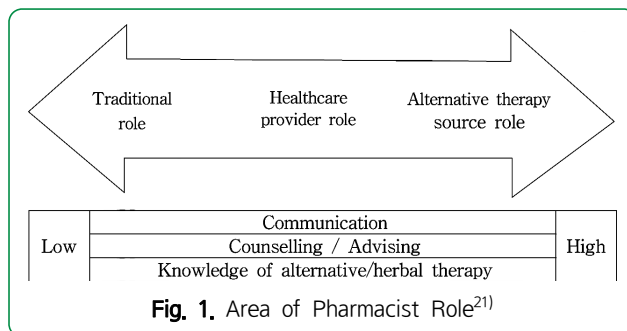 Traditional role
Healthcare provider role
Alternative therapy source role
Low
Communication
Counselling / Advising
Knowledge of alternative/herbal therapy
High
Fig. 1. Area of Pharmacist Role21)